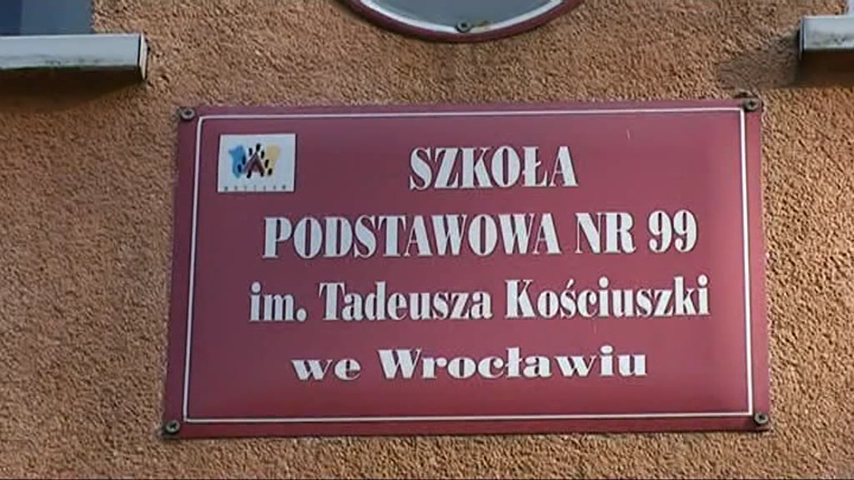 SZKOŁA
PODSTAWOWA NR 99
im. Tadeusza Kościuszki
we Wrocławiu